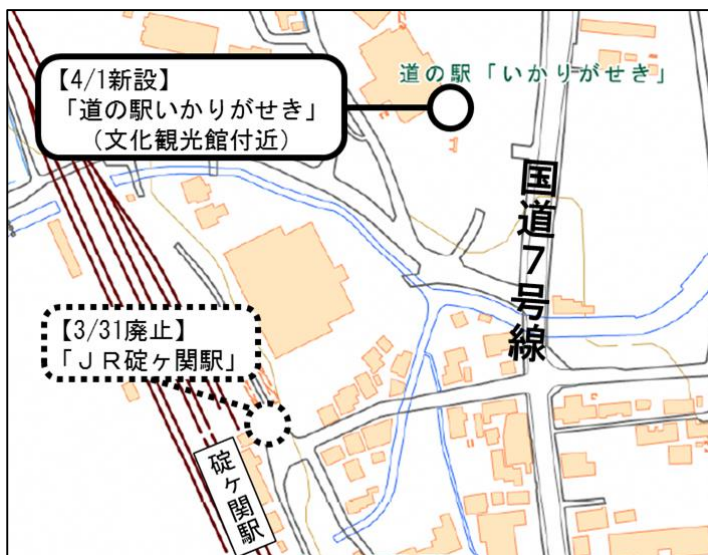 【4/1新設】
「道の駅いかりがせき」
（文化観光館付近）
道の駅「いかりがせき」
国道7号線
【3/31廃止】
「ＪＲ碇ヶ関駅」
碇ヶ関駅